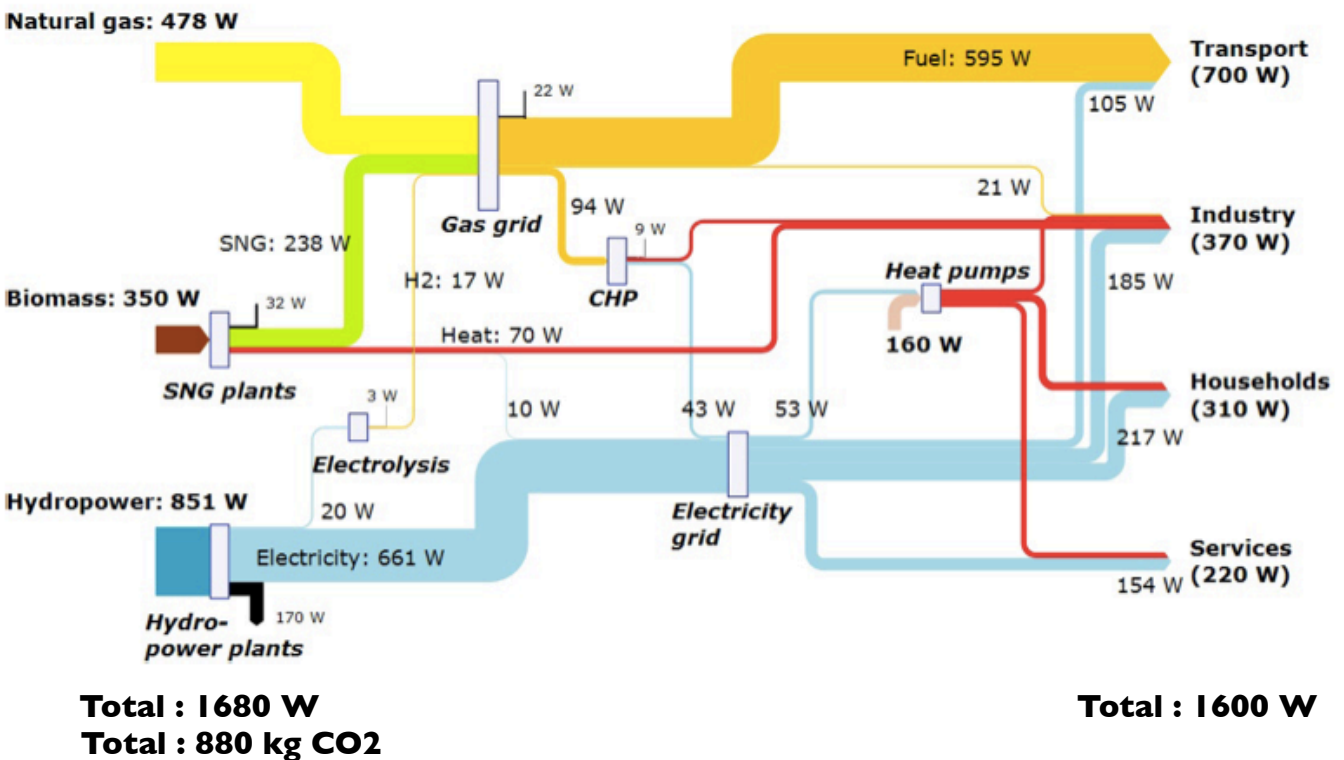 Natural gas: 478 W
Fuel: 595 W
Transport
(700 W)
22 W
105 W
21 W
94 W
Industry
(370 W)
Gas grid
9 W
SNG: 238 W
Heat pumps
H2: 17 W
185 W
CHP
Biomass: 350 W
32 W
Heat: 70 W
160 W
SNG plants
Households
(310 W)
3 W
10 W
43 W
53 W
217 W
Electrolysis
Hydropower: 851 W
20 W
Electricity
grid
Electricity: 661 W
Services
(220 W)
154 W
170 W
Hydro-
power plants
Total : 1680 W
Total : 1600 W
Total : 880 kg CO2